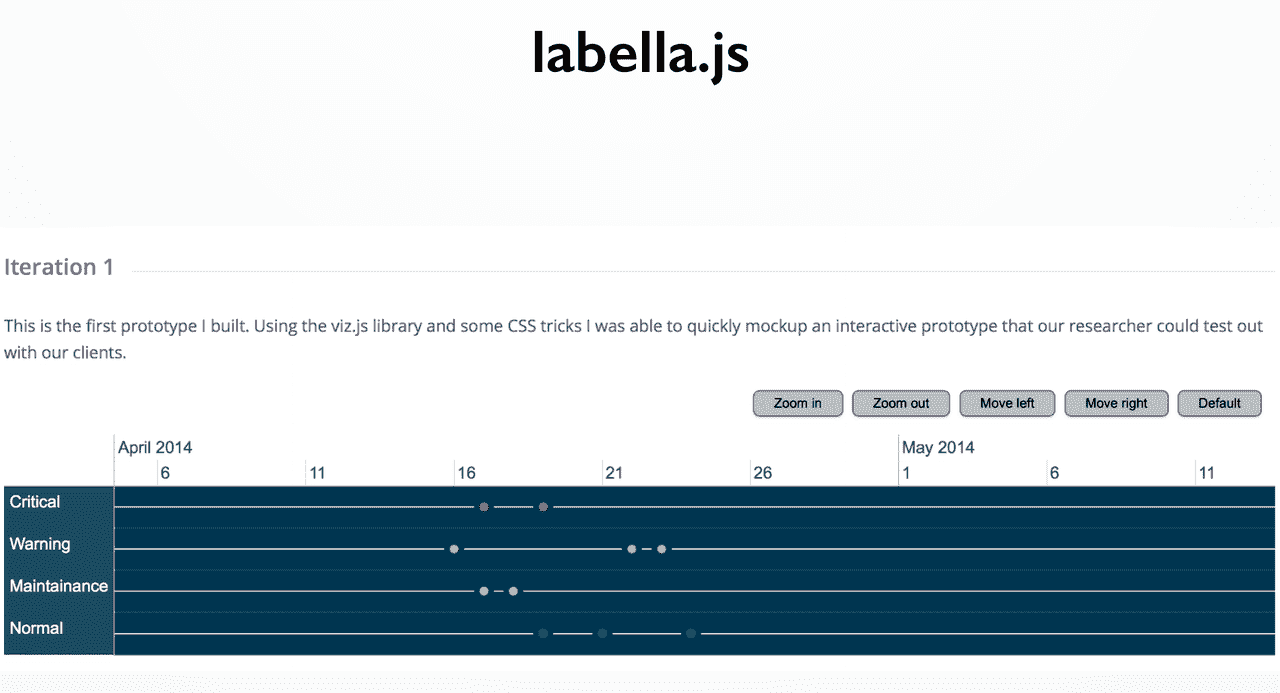 labella.js
Iteration 1
This is the first prototype I built. Using the viz.js library and some CSS tricks I was able to quickly mockup an interactive prototype that our researcher could test out
with our clients.
Zoom in Zoom out Move left Move right Default
April 2014 May 2014
6 11 16 21 26 1 6 11
Critical
Warning
Maintainance
Normal